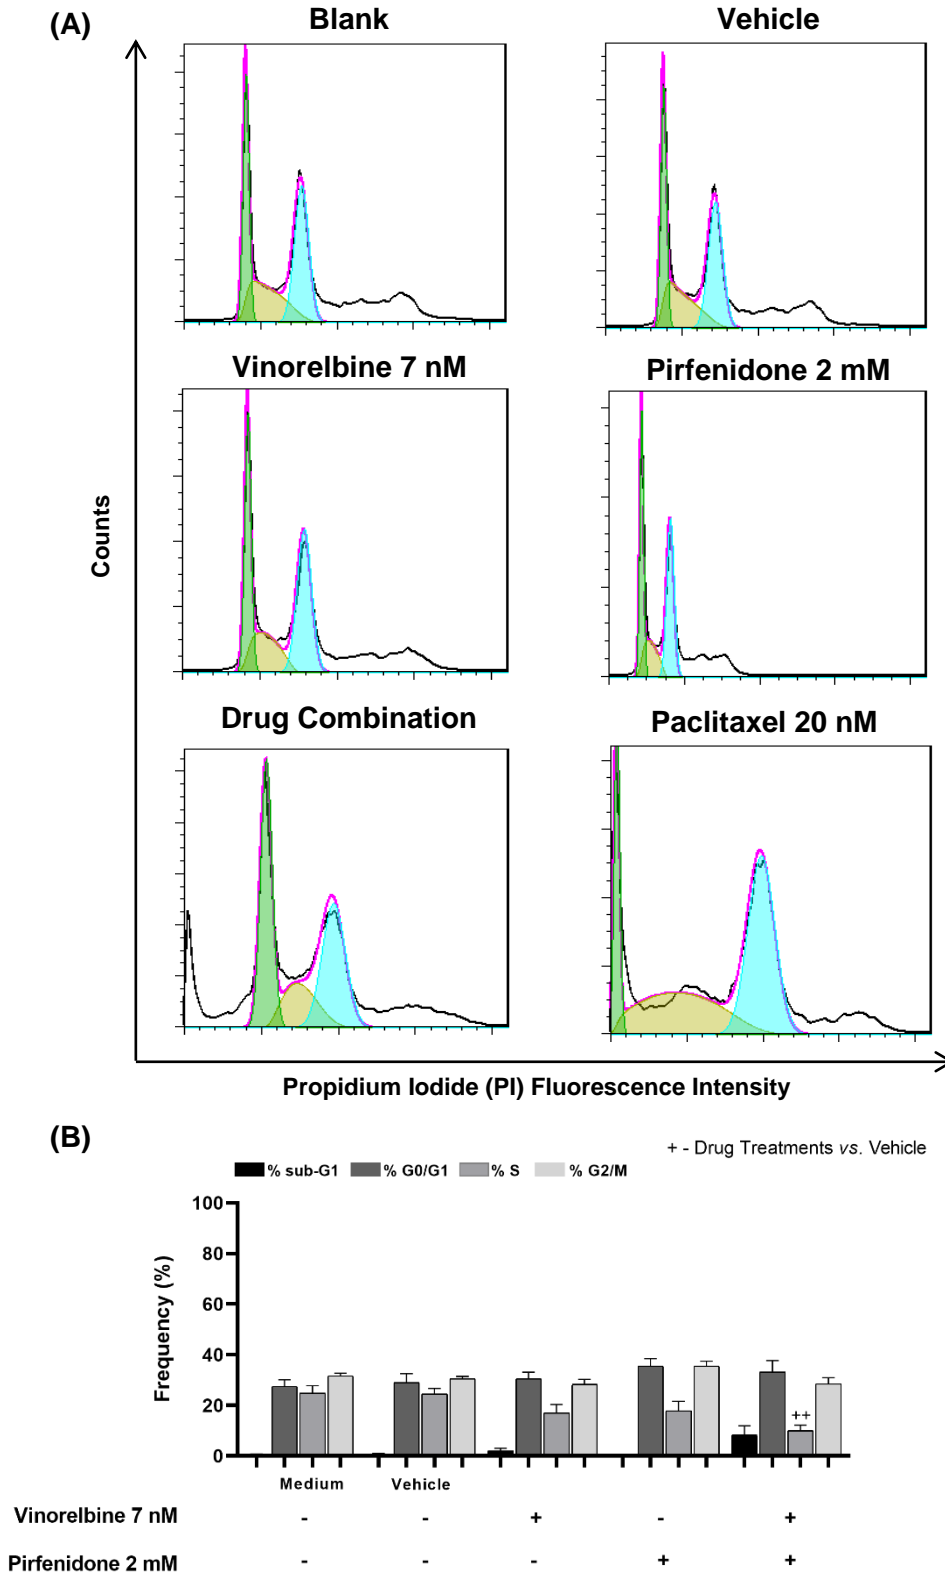 (A)
Blank
Vehicle
Vinorelbine 7 nM
Pirfenidone 2 mM
Counts
Drug Combination
Paclitaxel 20 nM
Propidium Iodide (PI) Fluorescence Intensity
(B)
+ - Drug Treatments vs. Vehicle
% sub-G1 % G0/G1 % S % G2/M
Frequency (%)
100
80
60
40
20
0
++
Medium Vehicle
Vinorelbine 7 nM - - + - +
Pirfenidone 2 mM - - - + +